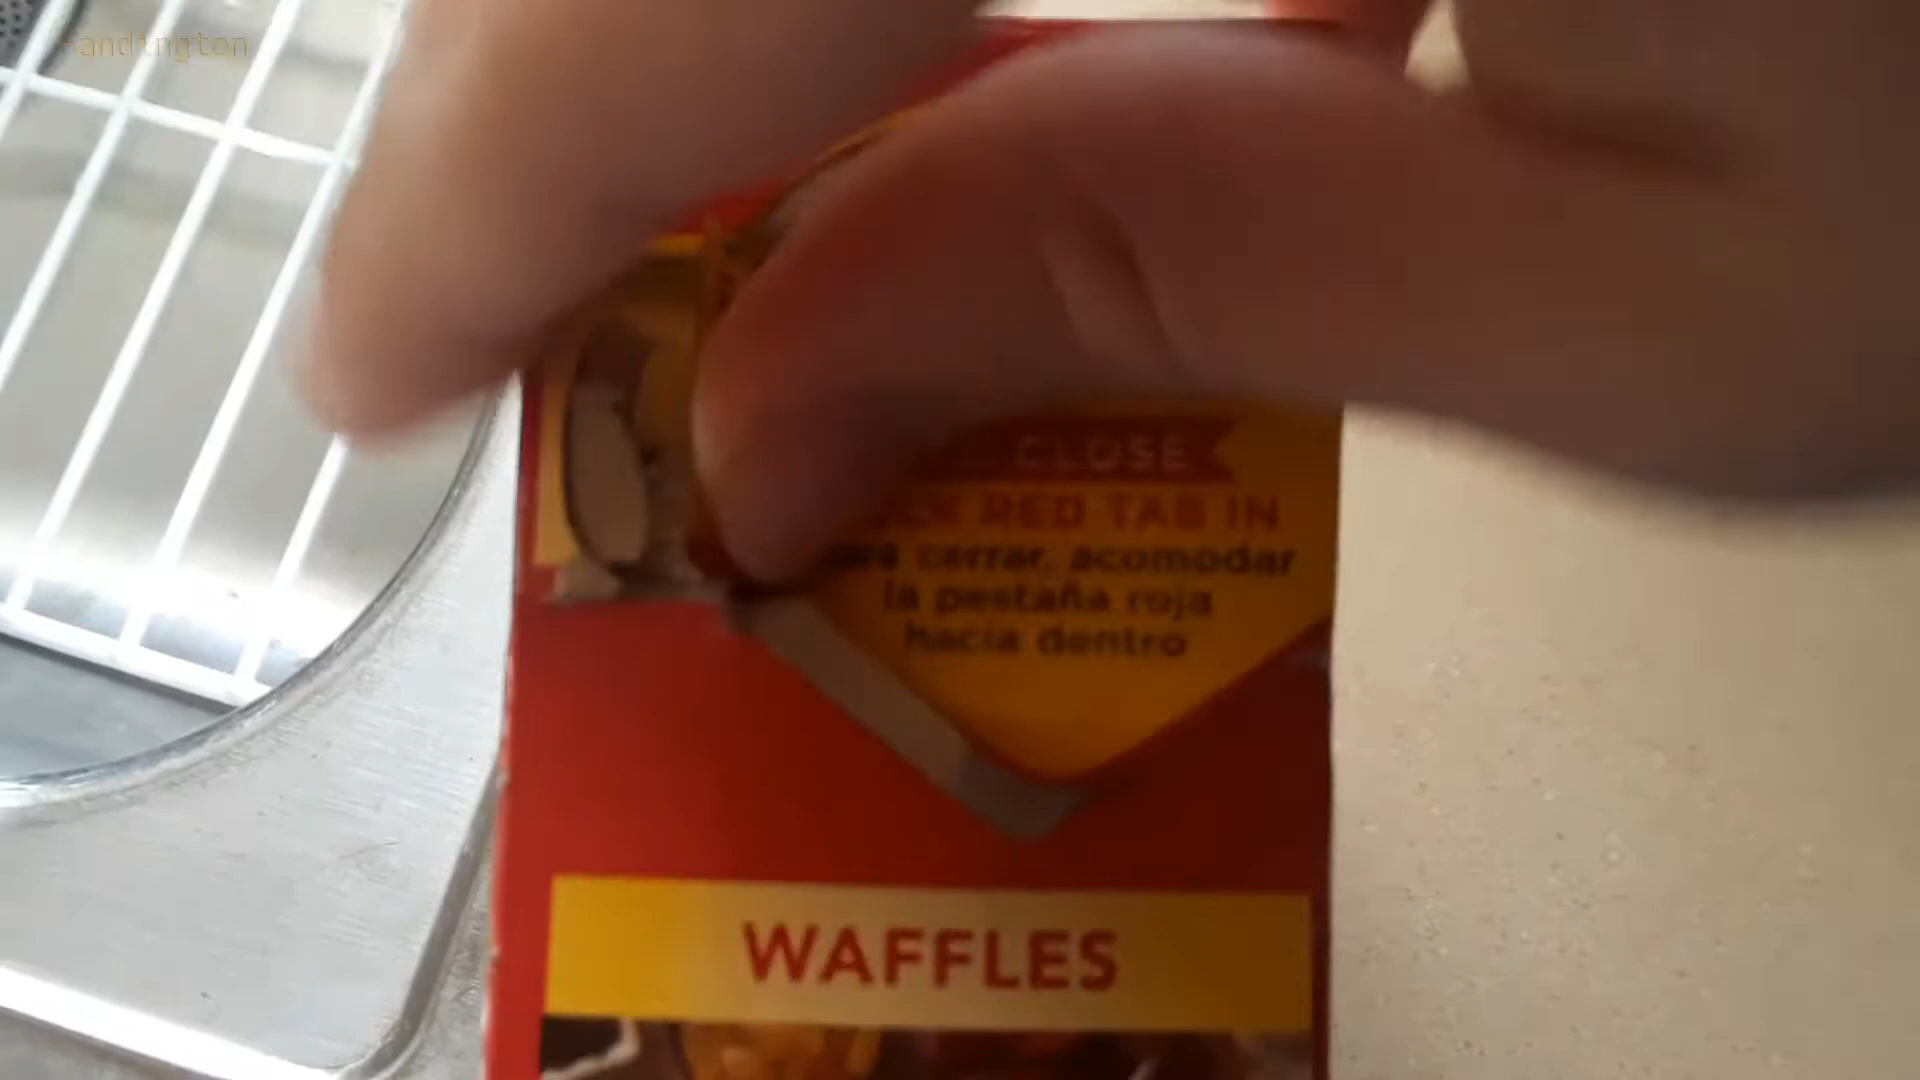 CLOSE
RED TAB IN
cerrar, acomodar
la pestaña roja
hacia dentro
WAFFLES